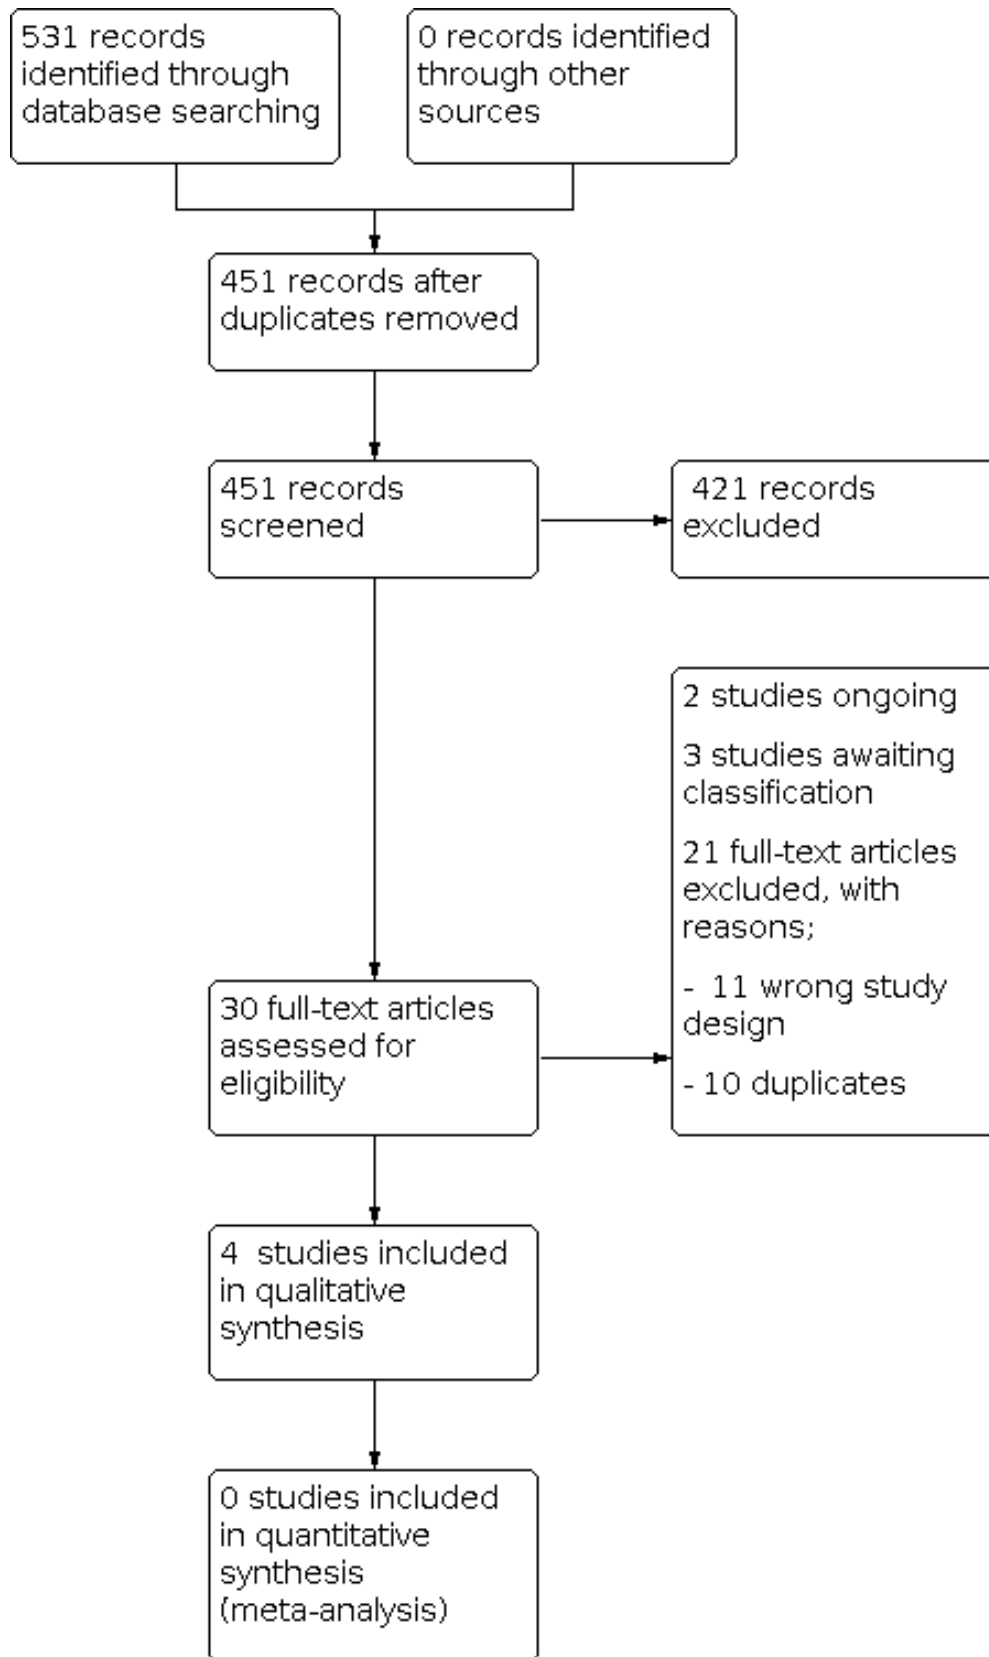 531 records
identified through
database searching
0 records identified
through other
sources
451 records after
duplicates removed
451 records
screened
421 records
excluded
2 studies ongoing
3 studies awaiting
classification
21 full-text articles
excluded, with
reasons;
- 11 wrong study
design
- 10 duplicates
30 full-text articles
assessed for
eligibility
4 studies included
in qualitative
synthesis
0 studies included
in quantitative
synthesis
(meta-analysis)